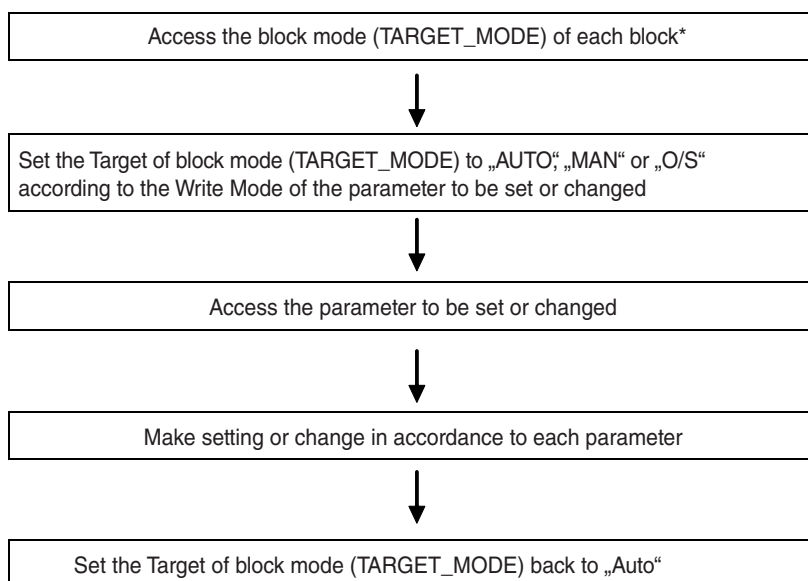 Access the block mode (TARGET_MODE) of each block*
Set the Target of block mode (TARGET_MODE) to „AUTO“, „MAN“ or „O/S“
according to the Write Mode of the parameter to be set or changed
Access the parameter to be set or changed
Make setting or change in accordance to each parameter
Set the Target of block mode (TARGET_MODE) back to „Auto“